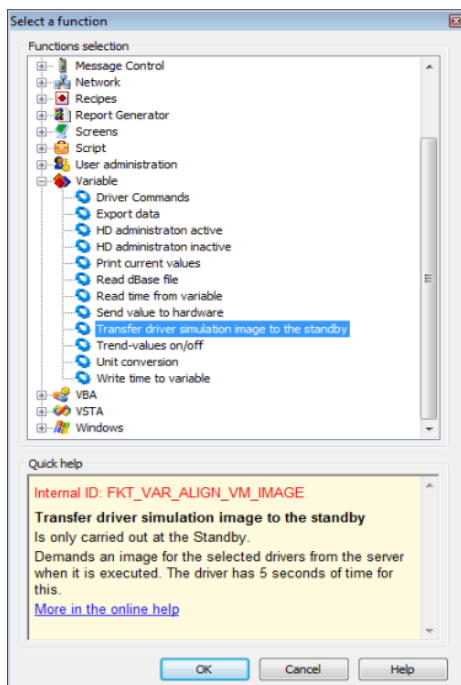 Select a function
Functions selection
Message Control
Network
Recipes
Report Generator
Screens
Script
User administration
Variable
Driver Commands
Export data
HD administraton active
HD administraton inactive
Print current values
Read dBase file
Read time from variable
Send value to hardware
Transfer driver simulation image to the standby
Trend-values on/off
Unit conversion
Write time to variable
VBA
VSTA
Windows
Quick help
Internal ID: FKT_VAR_ALIGN_VM_IMAGE
Transfer driver simulation image to the standby
Is only carried out at the Standby.
Demands an image for the selected drivers from the server
when it is executed. The driver has 5 seconds of time for
this.
More in the online help
OK Cancel Help